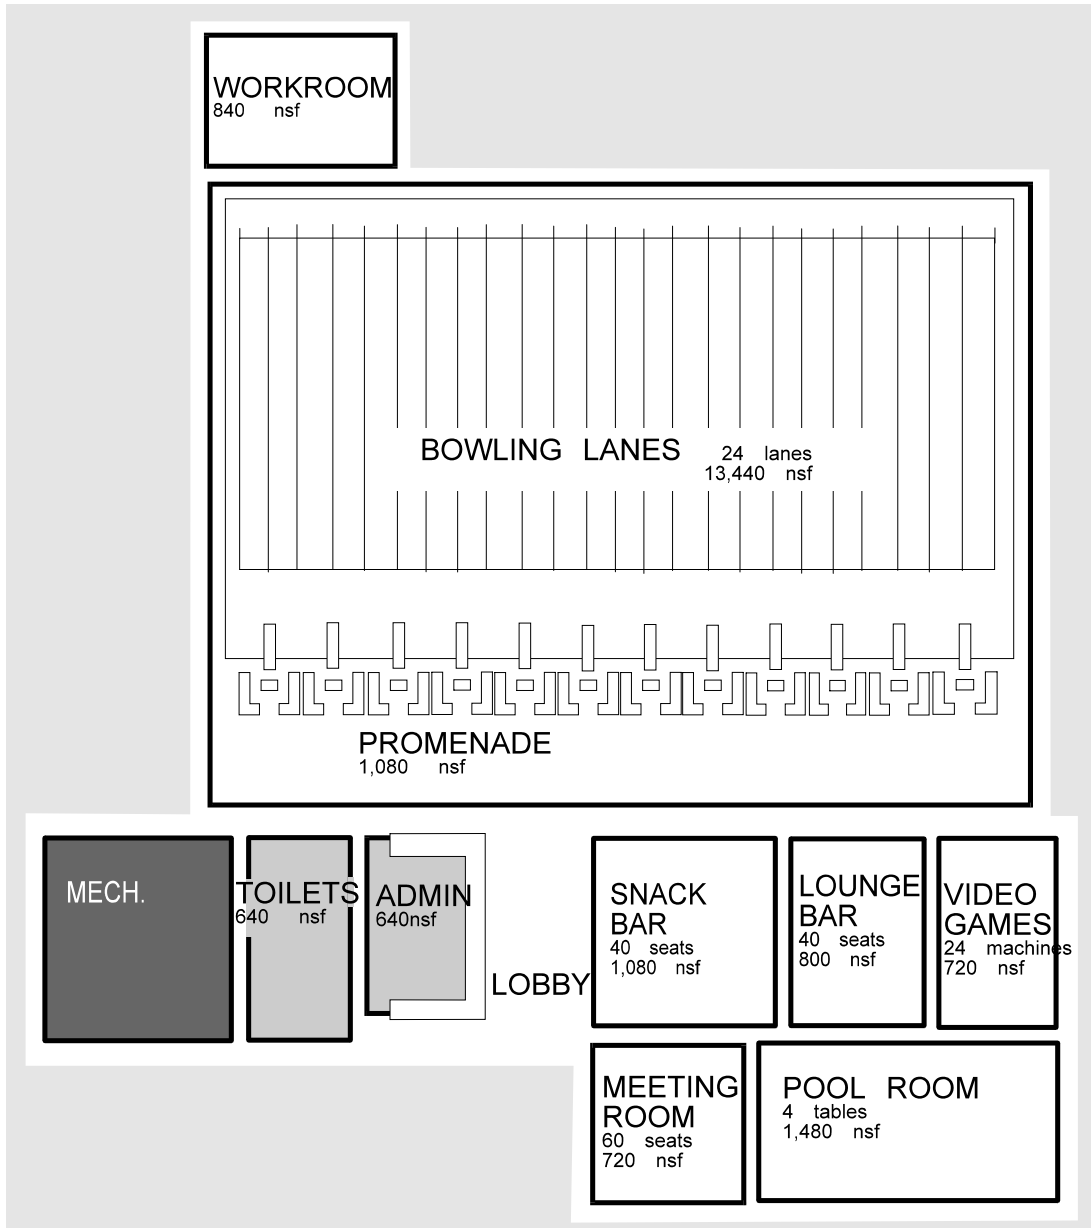 WORKROOM
840 nsf
BOWLING LANES
24 lanes
13,440 nsf
PROMENADE
1,080 nsf
MECH.
TOILETS
640 nsf
ADMIN
640nsf
LOBBY
SNACK
BAR
40 seats
1,080 nsf
LOUNGE
BAR
40 seats
800 nsf
VIDEO
GAMES
24 machines
720 nsf
MEETING
ROOM
60 seats
720 nsf
POOL ROOM
4 tables
1,480 nsf